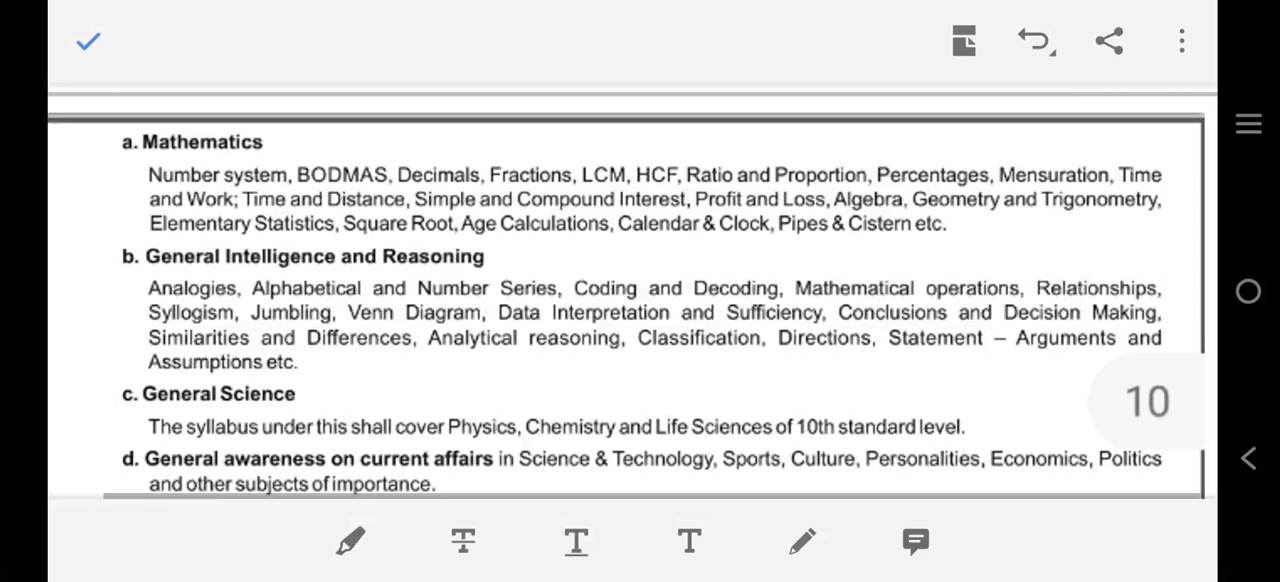 a. Mathematics
Number system, BODMAS, Decimals, Fractions, LCM, HCF, Ratio and Proportion, Percentages, Mensuration, Time
and Work; Time and Distance, Simple and Compound Interest, Profit and Loss, Algebra, Geometry and Trigonometry,
Elementary Statistics, Square Root, Age Calculations, Calendar & Clock, Pipes & Cistern etc.
b. General Intelligence and Reasoning
Analogies, Alphabetical and Number Series, Coding and Decoding, Mathematical operations, Relationships,
Syllogism, Jumbling, Venn Diagram, Data Interpretation and Sufficiency, Conclusions and Decision Making,
Similarities and Differences, Analytical reasoning, Classification, Directions, Statement – Arguments and
Assumptions etc.
c. General Science
The syllabus under this shall cover Physics, Chemistry and Life Sciences of 10th standard level.
10
d. General awareness on current affairs in Science & Technology, Sports, Culture, Personalities, Economics, Politics
and other subjects of importance.